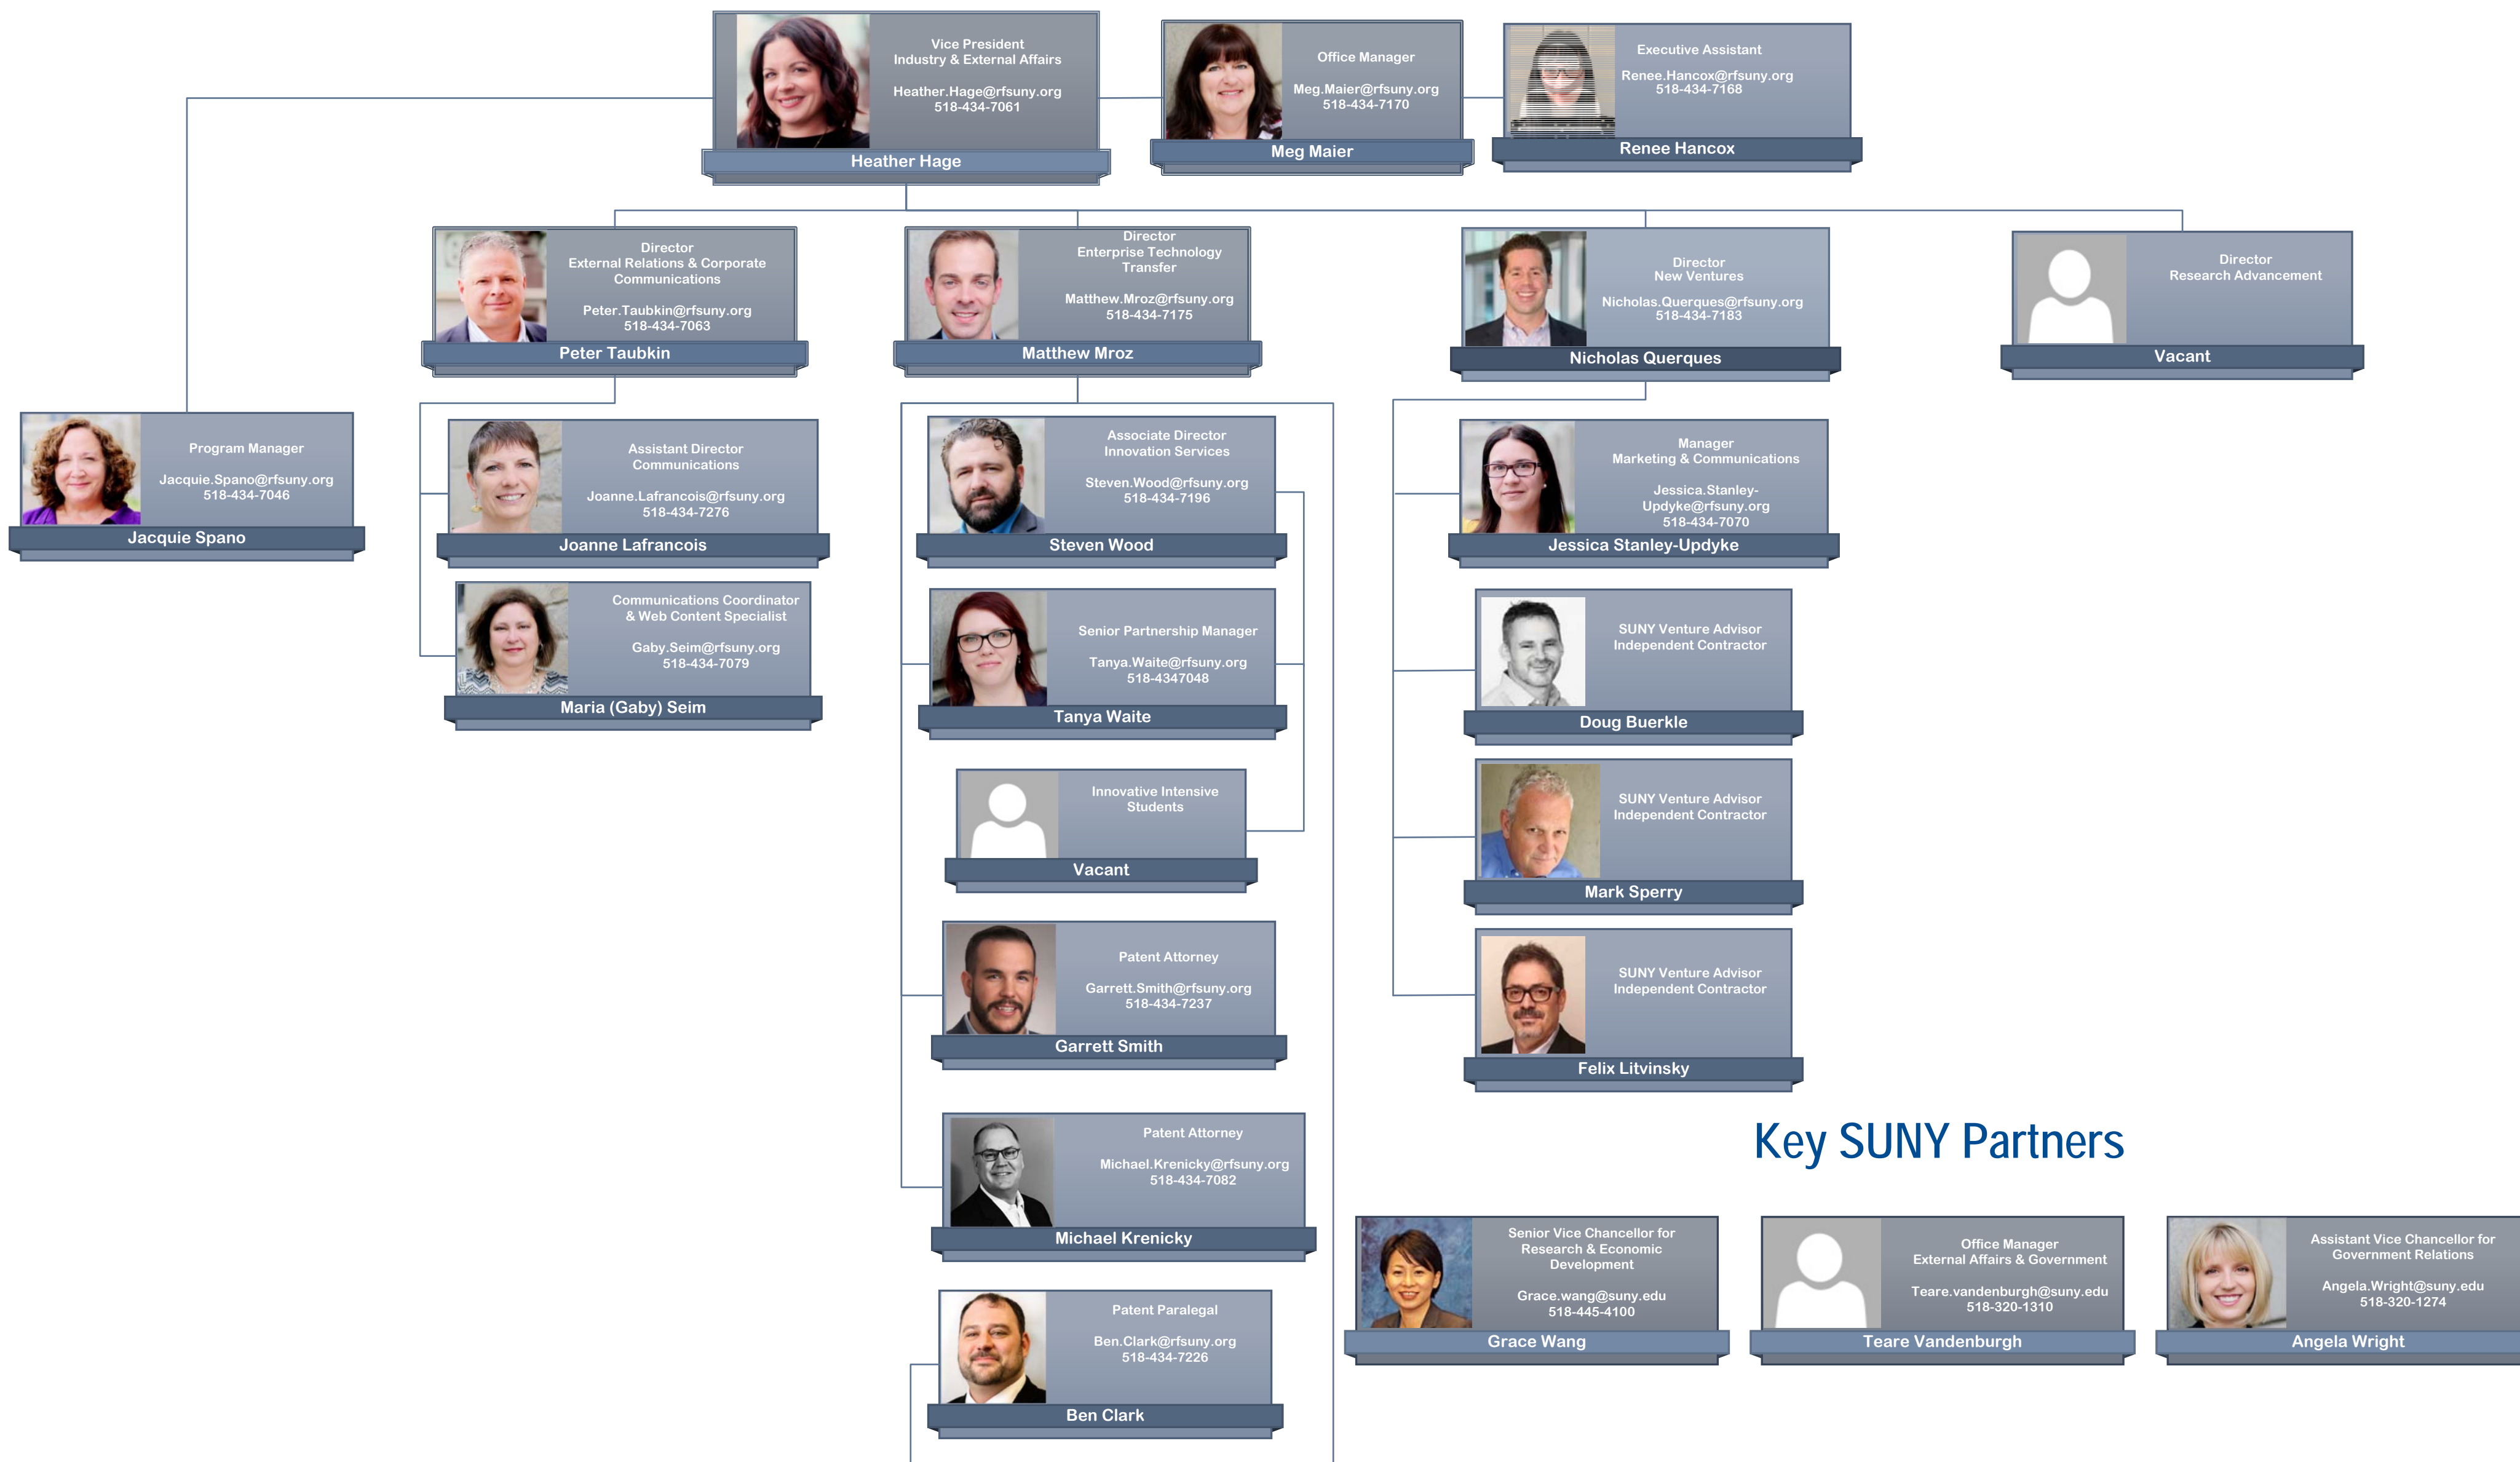 Vice President
Industry & External Affairs
Heather.Hage@rfsuny.org
518-434-7061
Heather Hage
Office Manager
Meg.Maier@rfsuny.org
518-434-7170
Meg Maier
Executive Assistant
Renee.Hancox@rfsuny.org
518-434-7168
Renee Hancox
Director
External Relations & Corporate
Communications
Peter.Taubkin@rfsuny.org
518-434-7063
Peter Taubkin
Director
Enterprise Technology
Transfer
Matthew.Mroz@rfsuny.org
518-434-7175
Matthew Mroz
Director
New Ventures
Nicholas.Querques@rfsuny.org
518-434-7183
Nicholas Querques
Director
Research Advancement
Vacant
Program Manager
Jacquie.Spano@rfsuny.org
518-434-7046
Jacquie Spano
Assistant Director
Communications
Joanne.Lafrancois@rfsuny.org
518-434-7276
Joanne Lafrancois
Communications Coordinator
& Web Content Specialist
Gaby.Seim@rfsuny.org
518-434-7079
Maria (Gaby) Seim
Associate Director
Innovation Services
Steven.Wood@rfsuny.org
518-434-7196
Steven Wood
Senior Partnership Manager
Tanya.Waite@rfsuny.org
518-4347048
Tanya Waite
Innovative Intensive
Students
Vacant
Patent Attorney
Garrett.Smith@rfsuny.org
518-434-7237
Garrett Smith
Patent Attorney
Michael.Krenicky@rfsuny.org
518-434-7082
Michael Krenicky
Patent Paralegal
Ben.Clark@rfsuny.org
518-434-7226
Ben Clark
Manager
Marketing & Communications
Jessica.Stanley-
Updyke@rfsuny.org
518-434-7070
Jessica Stanley-Updyke
SUNY Venture Advisor
Independent Contractor
Doug Buerkle
SUNY Venture Advisor
Independent Contractor
Mark Sperry
SUNY Venture Advisor
Independent Contractor
Felix Litvinsky
Key SUNY Partners
Senior Vice Chancellor for
Research & Economic
Development
Grace.wang@suny.edu
518-445-4100
Grace Wang
Office Manager
External Affairs & Government
Teare.vandenburgh@suny.edu
518-320-1310
Teare Vandenburgh
Assistant Vice Chancellor for
Government Relations
Angela.Wright@suny.edu
518-320-1274
Angela Wright